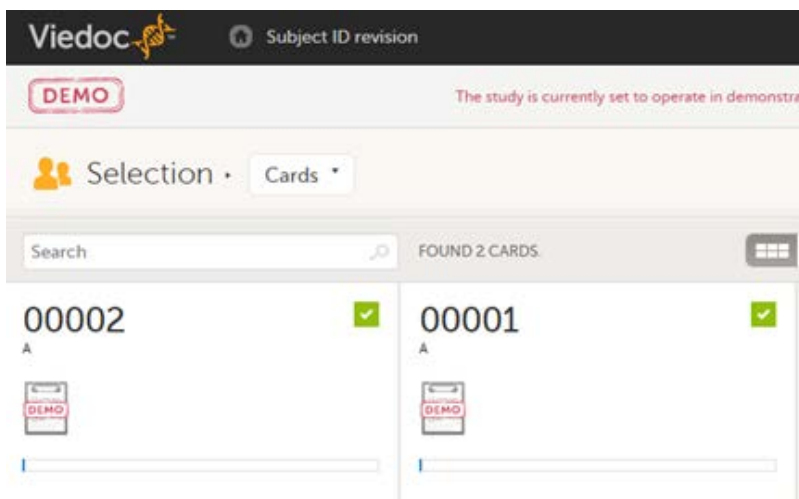 Viedoc
Subject ID revision
DEMO
The study is currently set to operate in demonstra
Selection
Cards
Search
FOUND 2 CARDS.
00002
A
DEMO
00001
A
DEMO